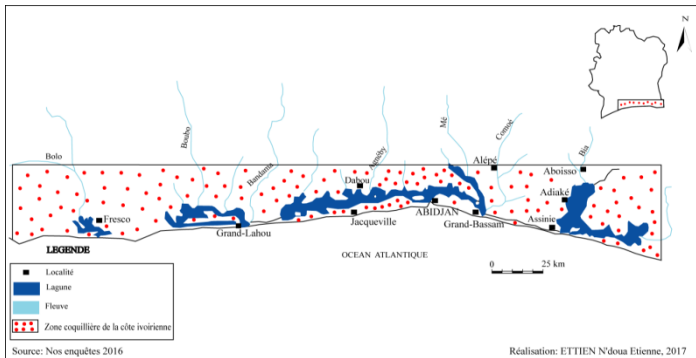 N
Bolo
Boubo
Bandama
Agnéby
Mé
Comoé
Bia
Alépé
Aboisso
Dabou
Adiaké
Fresco
Grand-Lahou
Jacqueville
ABIDJAN
Grand-Bassam
Assinie
OCEAN ATLANTIQUE
0 25 km
LEGENDE
Localité
Lagune
Fleuve
Zone coquillière de la côte ivoirienne
Source: Nos enquêtes 2016
Réalisation: ETTIEN N'doua Etienne, 2017